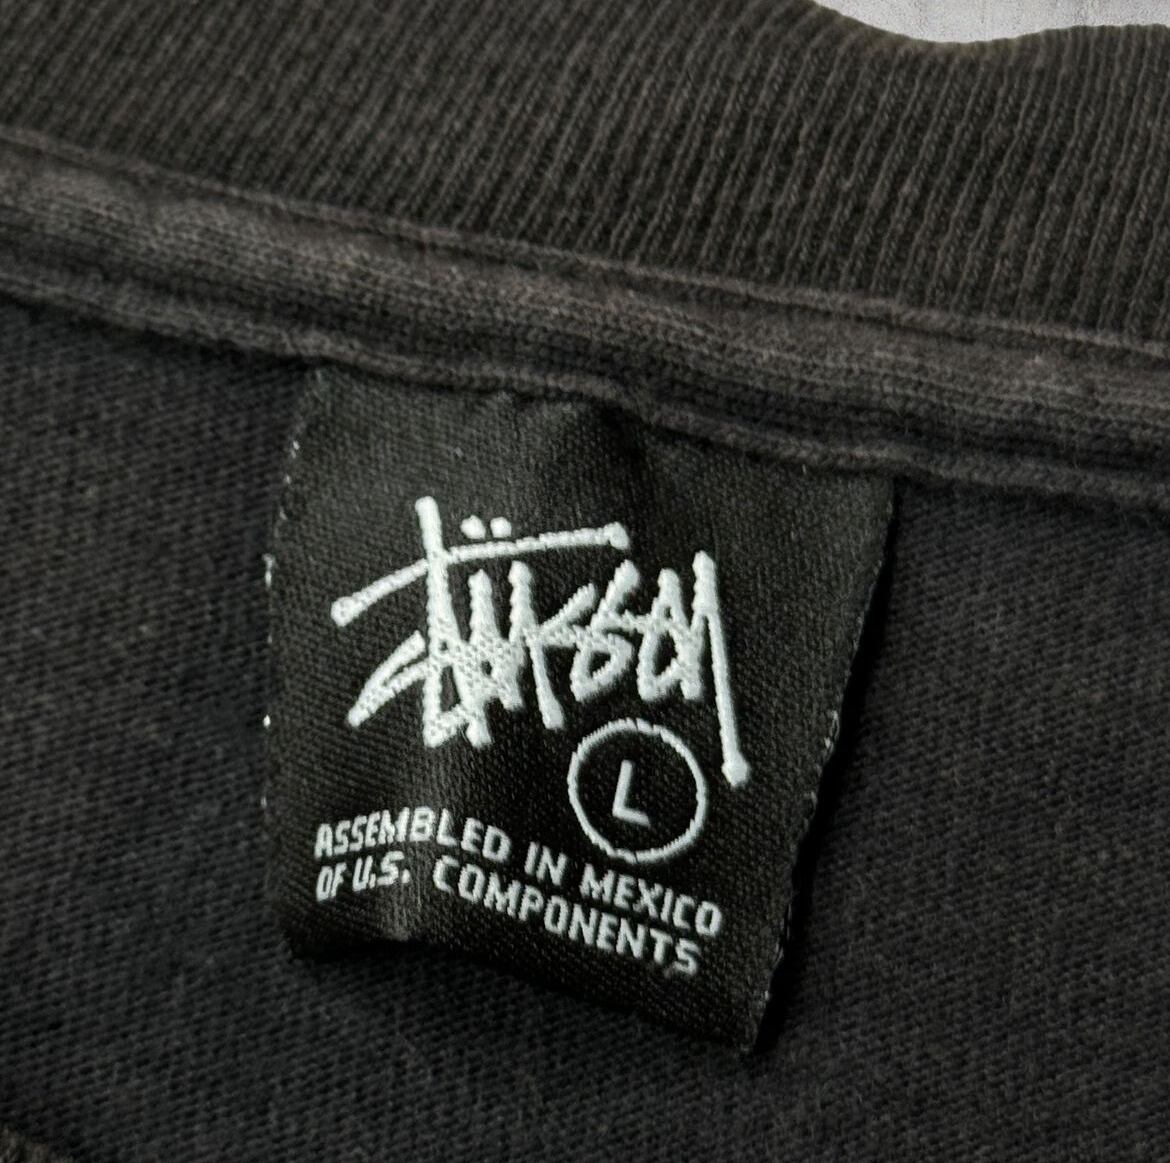 Stüssy
L
ASSEMBLED IN MEXICO
OF U.S. COMPONENTS